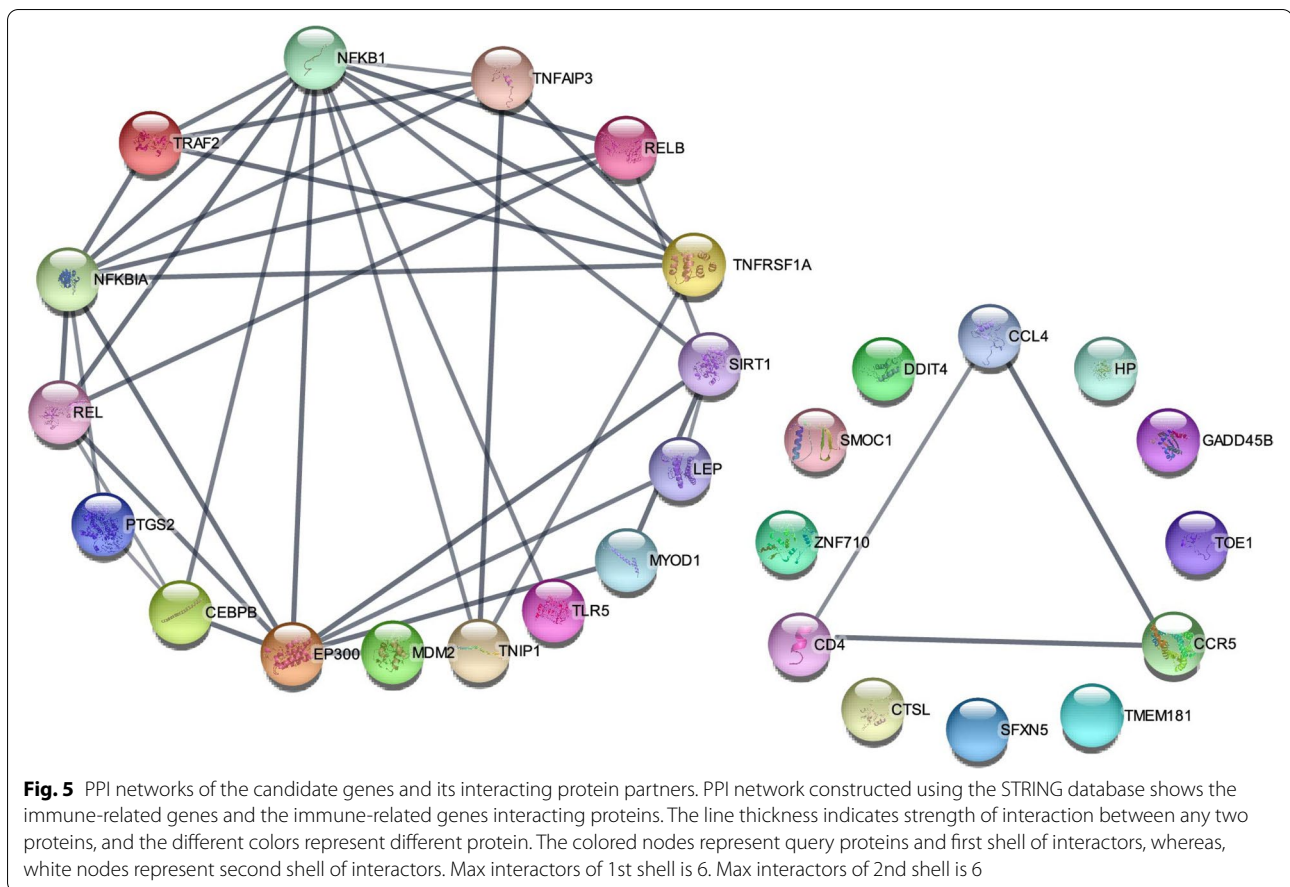 NFKB1
TNFAIP3
TRAF2
RELB
NFKBIA
TNFRSF1A
SIRT1
REL
LEP
PTGS2
MYOD1
CEBPB
TLR5
EP300
MDM2
TNIP1
CCL4
DDIT4
HP
SMOC1
GADD45B
ZNF710
TOE1
CD4
CCR5
CTSL
SFXN5
TMEM181
Fig. 5 PPI networks of the candidate genes and its interacting protein partners. PPI network constructed using the STRING database shows the
immune-related genes and the immune-related genes interacting proteins. The line thickness indicates strength of interaction between any two
proteins, and the different colors represent different protein. The colored nodes represent query proteins and first shell of interactors, whereas,
white nodes represent second shell of interactors. Max interactors of 1st shell is 6. Max interactors of 2nd shell is 6